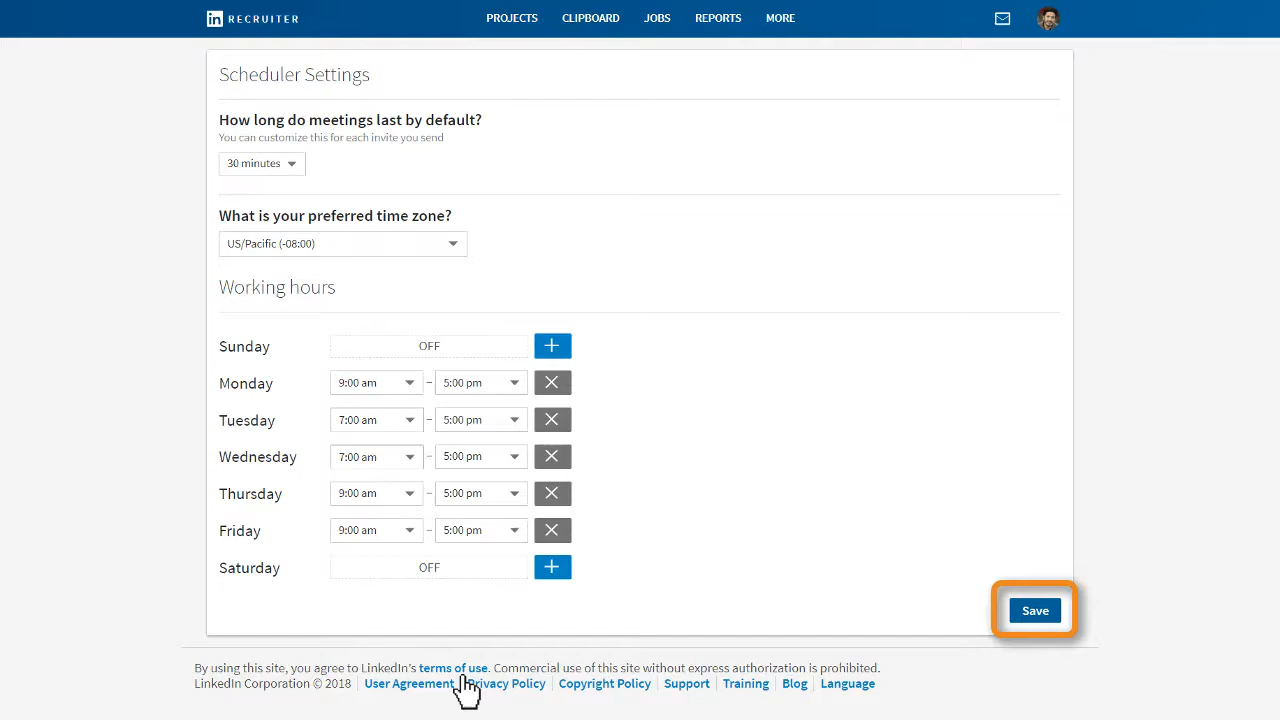 in RECRUITER PROJECTS CLIPBOARD JOBS REPORTS MORE
Scheduler Settings
How long do meetings last by default?
You can customize this for each invite you send
30 minutes
What is your preferred time zone?
US/Pacific (-08:00)
Working hours
Sunday OFF
Monday 9:00 am – 5:00 pm
Tuesday 7:00 am – 5:00 pm
Wednesday 7:00 am – 5:00 pm
Thursday 9:00 am – 5:00 pm
Friday 9:00 am – 5:00 pm
Saturday OFF
Save
By using this site, you agree to LinkedIn's terms of use. Commercial use of this site without express authorization is prohibited.
LinkedIn Corporation © 2018 | User Agreement | Privacy Policy | Copyright Policy | Support | Training | Blog | Language